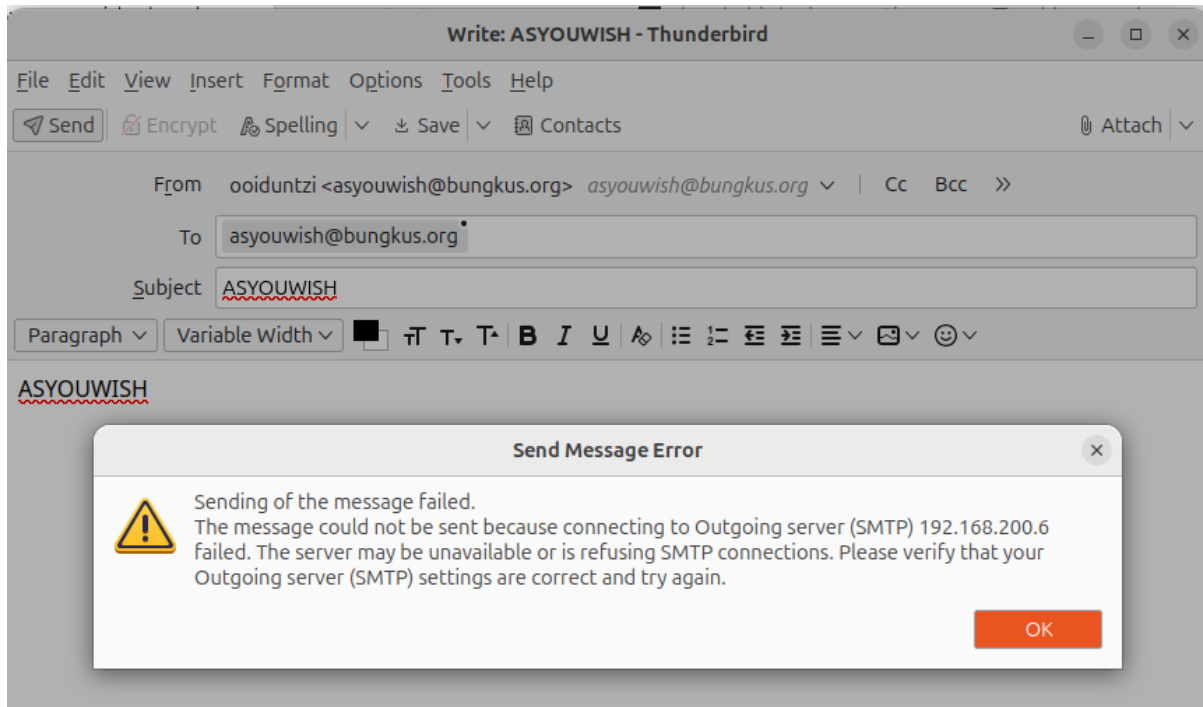 Write: ASYOUWISH - Thunderbird
File Edit View Insert Format Options Tools Help
Send Encrypt Spelling Save Contacts Attach
From ooiduntzi <asyouwish@bungkus.org> asyouwish@bungkus.org Cc Bcc
To asyouwish@bungkus.org
Subject ASYOUWISH
Paragraph Variable Width
ASYOUWISH
Send Message Error
Sending of the message failed.
The message could not be sent because connecting to Outgoing server (SMTP) 192.168.200.6
failed. The server may be unavailable or is refusing SMTP connections. Please verify that your
Outgoing server (SMTP) settings are correct and try again.
OK